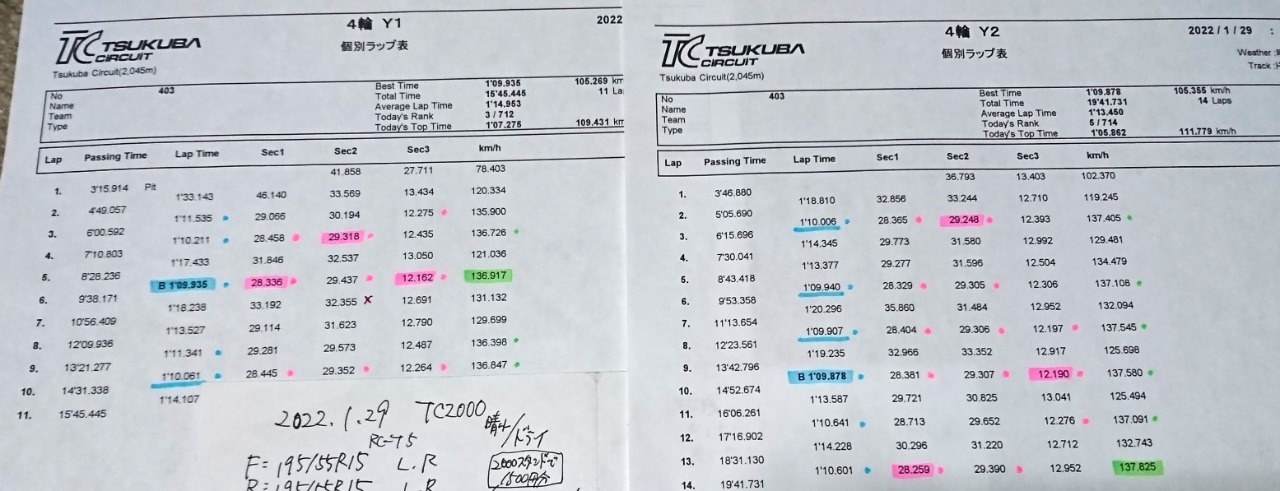 4輪 Y1
2022
TC TSUKUBA
CIRCUIT
個別ラップ表
Tsukuba Circuit(2,045m)
No 403
Name
Team
Type
Best Time 1'09.935 105.269 km
Total Time 15'45.445 11 La
Average Lap Time 1'14.953
Today's Rank 3 / 712
Today's Top Time 1'07.275 109.431 km
Lap Passing Time Lap Time Sec1 Sec2 Sec3 km/h
41.858 27.711 78.403
1. 3'15.914 Pit
1'33.143 46.140 33.569 13.434 120.334
2. 4'49.057
1'11.535 29.066 30.194 12.275 135.900
3. 6'00.592
1'10.211 28.458 29.318 12.435 136.726
4. 7'10.803
1'17.433 31.846 32.537 13.050 121.036
5. 8'28.236
B 1'09.935 28.336 29.437 12.162 136.917
6. 9'38.171
1'18.238 33.192 32.355 x 12.691 131.132
7. 10'56.409
1'13.527 29.114 31.623 12.790 129.699
8. 12'09.936
1'11.341 29.281 29.573 12.487 136.398
9. 13'21.277
1'10.061 28.445 29.352 12.264 136.847
10. 14'31.338
1'14.107
11. 15'45.445
2022.1.29 TC2000 晴れ/ドライ
F=195/55R15 L.R
R=195/55R15 L.R
4輪 Y2
2022 / 1 / 29 :
TC TSUKUBA
CIRCUIT
個別ラップ表
Weather :
Track :
Tsukuba Circuit(2,045m)
No 403
Name
Team
Type
Best Time 1'09.878 105.355 km/h
Total Time 19'41.731 14 Laps
Average Lap Time 1'13.450
Today's Rank 5 / 714
Today's Top Time 1'05.862 111.779 km/h
Lap Passing Time Lap Time Sec1 Sec2 Sec3 km/h
36.793 13.403 102.370
1. 3'46.880
1'18.810 32.856 33.244 12.710 119.245
2. 5'05.690
1'10.006 28.365 29.248 12.393 137.405
3. 6'15.696
1'14.345 29.773 31.580 12.992 129.481
4. 7'30.041
1'13.377 29.277 31.596 12.504 134.479
5. 8'43.418
1'09.940 28.329 29.305 12.306 137.108
6. 9'53.358
1'20.296 35.860 31.484 12.952 132.094
7. 11'13.654
1'09.907 28.404 29.306 12.197 137.545
8. 12'23.561
1'19.235 32.966 33.352 12.917 125.698
9. 13'42.796
B 1'09.878 28.381 29.307 12.190 137.580
10. 14'52.674
1'13.587 29.721 30.825 13.041 125.494
11. 16'06.261
1'10.641 28.713 29.652 12.276 137.091
12. 17'16.902
1'14.228 30.296 31.220 12.712 132.743
13. 18'31.130
1'10.601 28.259 29.390 12.952 137.825
14. 19'41.731